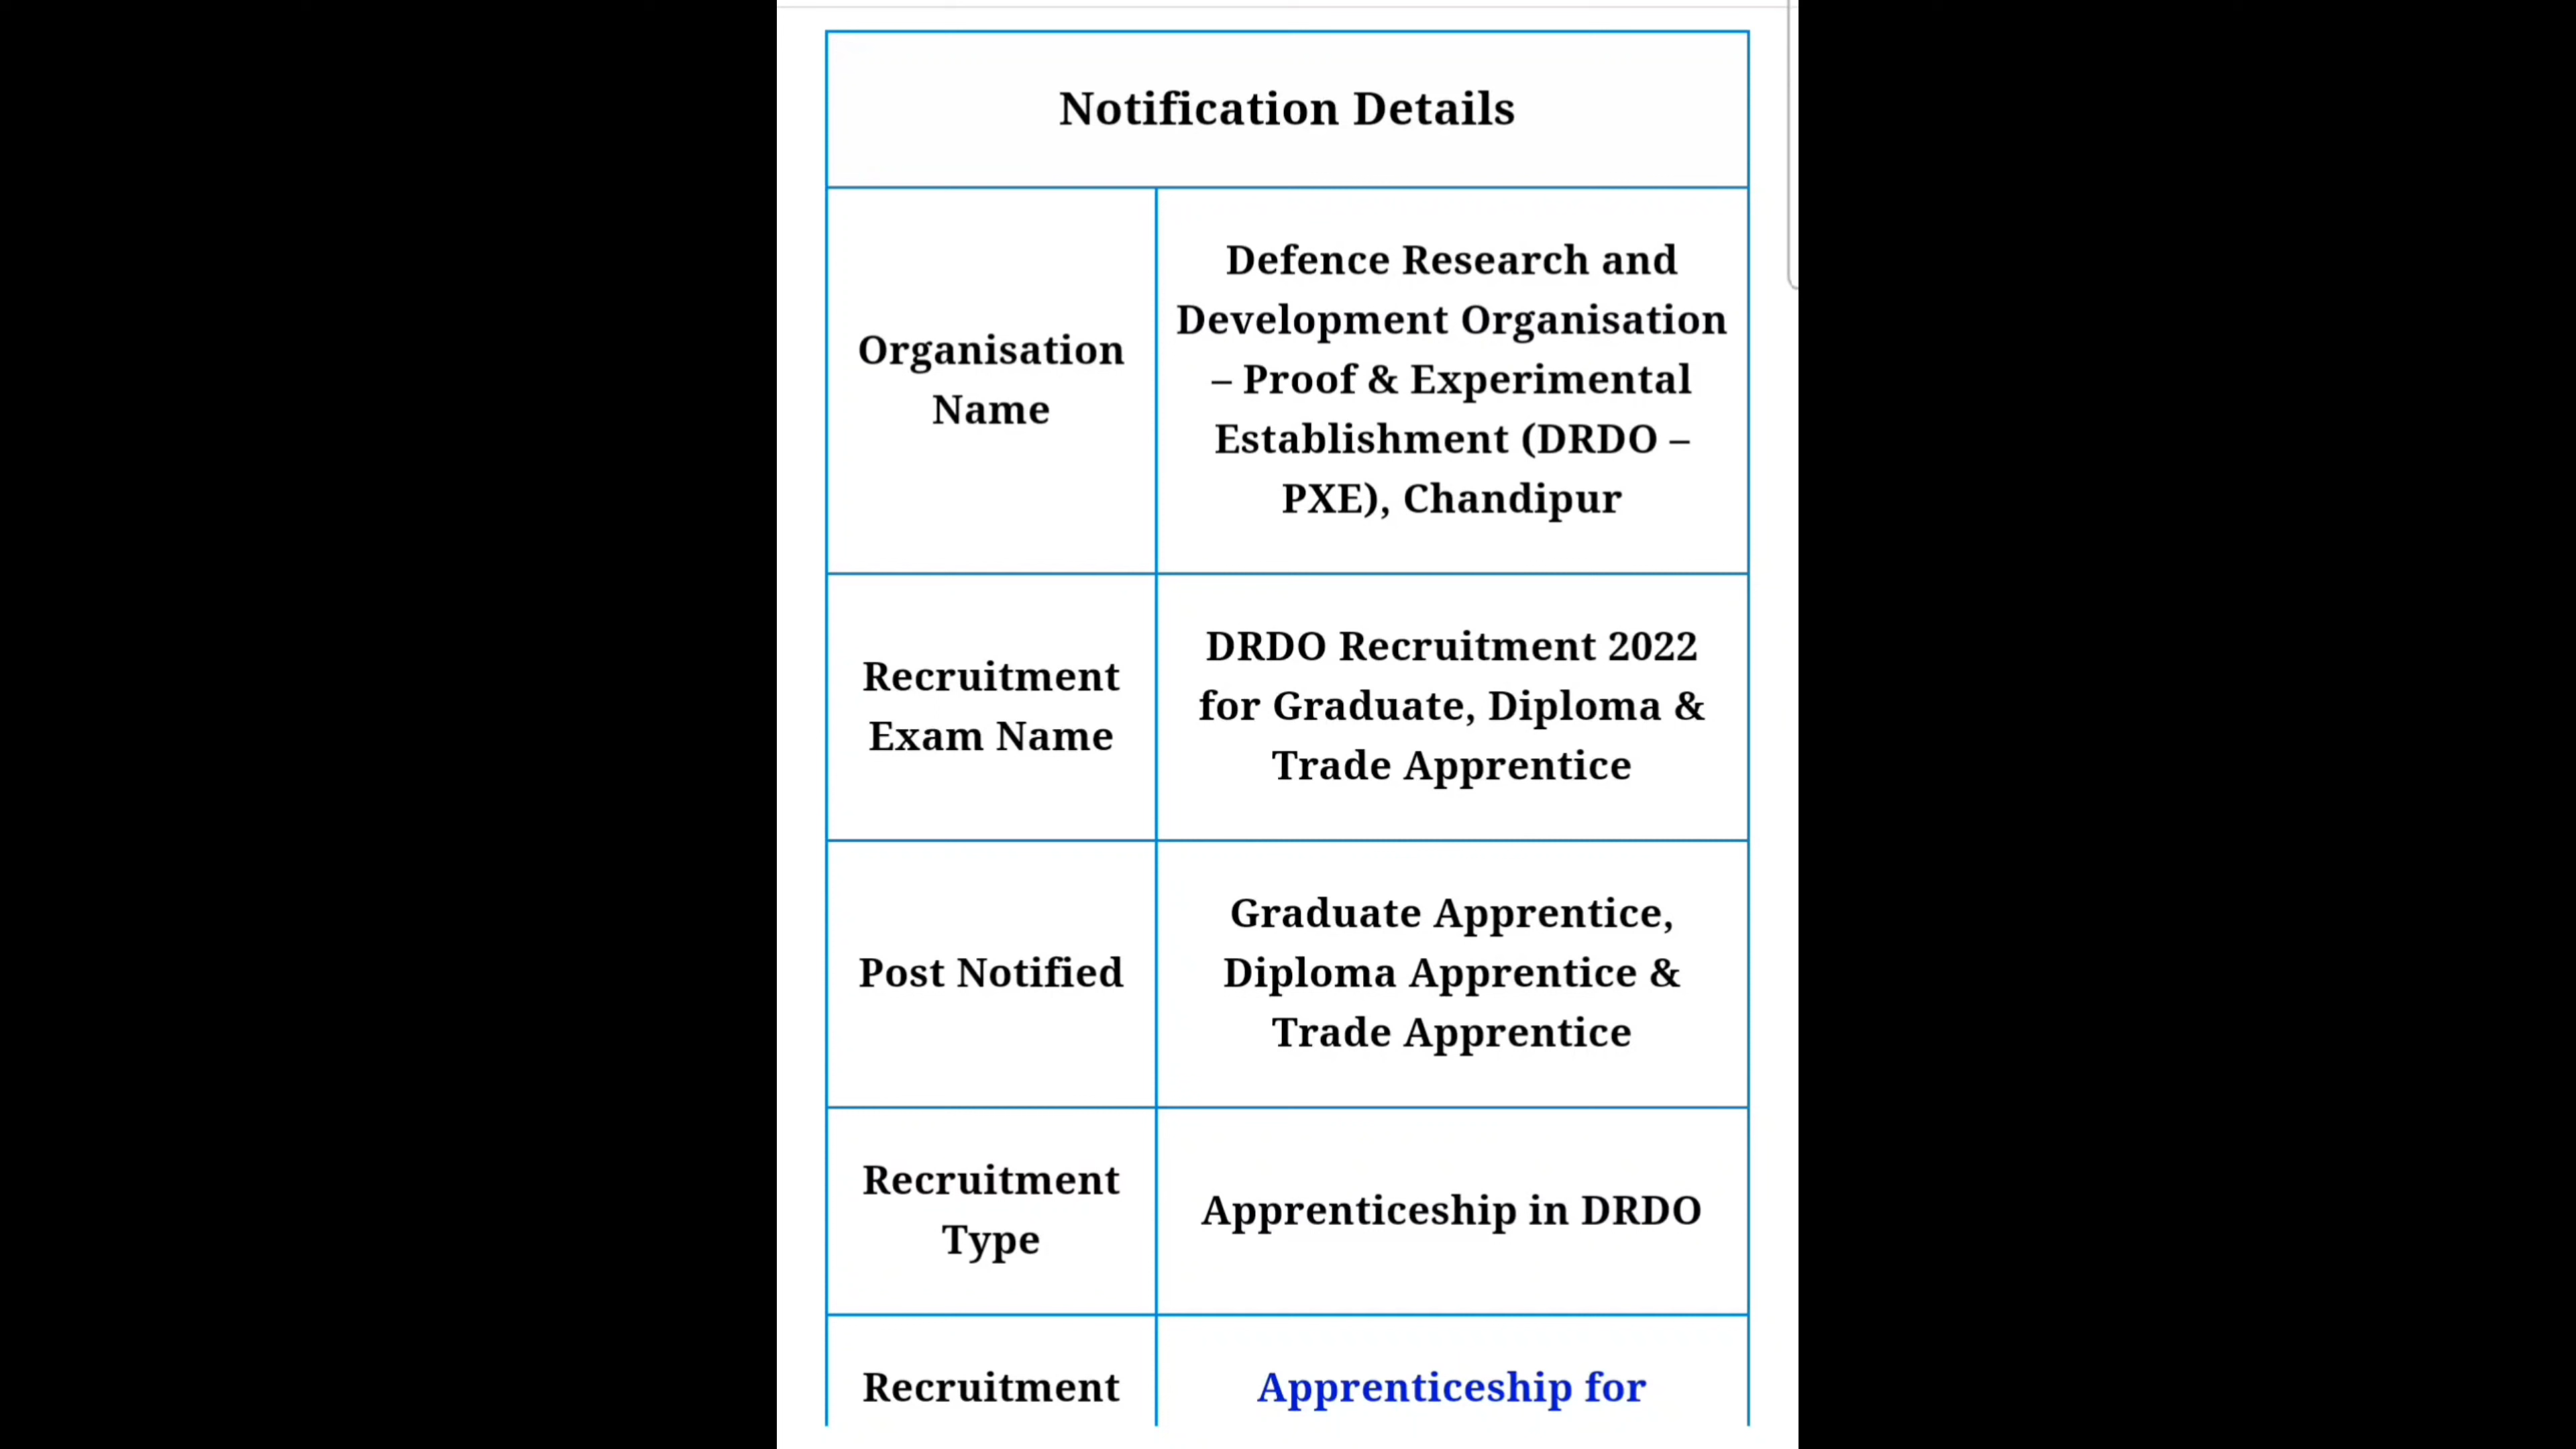 Notification Details
Organisation
Name
Defence Research and
Development Organisation
– Proof & Experimental
Establishment (DRDO –
PXE), Chandipur
Recruitment
Exam Name
DRDO Recruitment 2022
for Graduate, Diploma &
Trade Apprentice
Post Notified
Graduate Apprentice,
Diploma Apprentice &
Trade Apprentice
Recruitment
Type
Apprenticeship in DRDO
Recruitment
Apprenticeship for